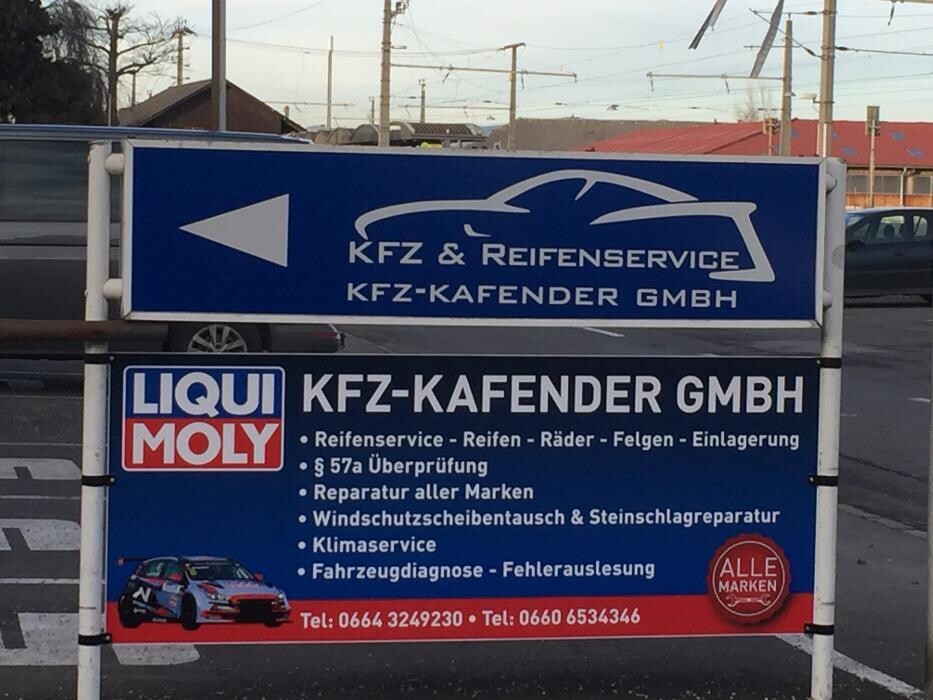 KFZ & REIFENSERVICE
KFZ-KAFENDER GMBH
LIQUI
MOLY
KFZ-KAFENDER GMBH
• Reifenservice - Reifen - Räder - Felgen - Einlagerung
• § 57a Überprüfung
• Reparatur aller Marken
• Windschutzscheibentausch & Steinschlagreparatur
• Klimaservice
• Fahrzeugdiagnose - Fehlerauslesung
ALLE
MARKEN
Tel: 0664 3249230 • Tel: 0660 6534346